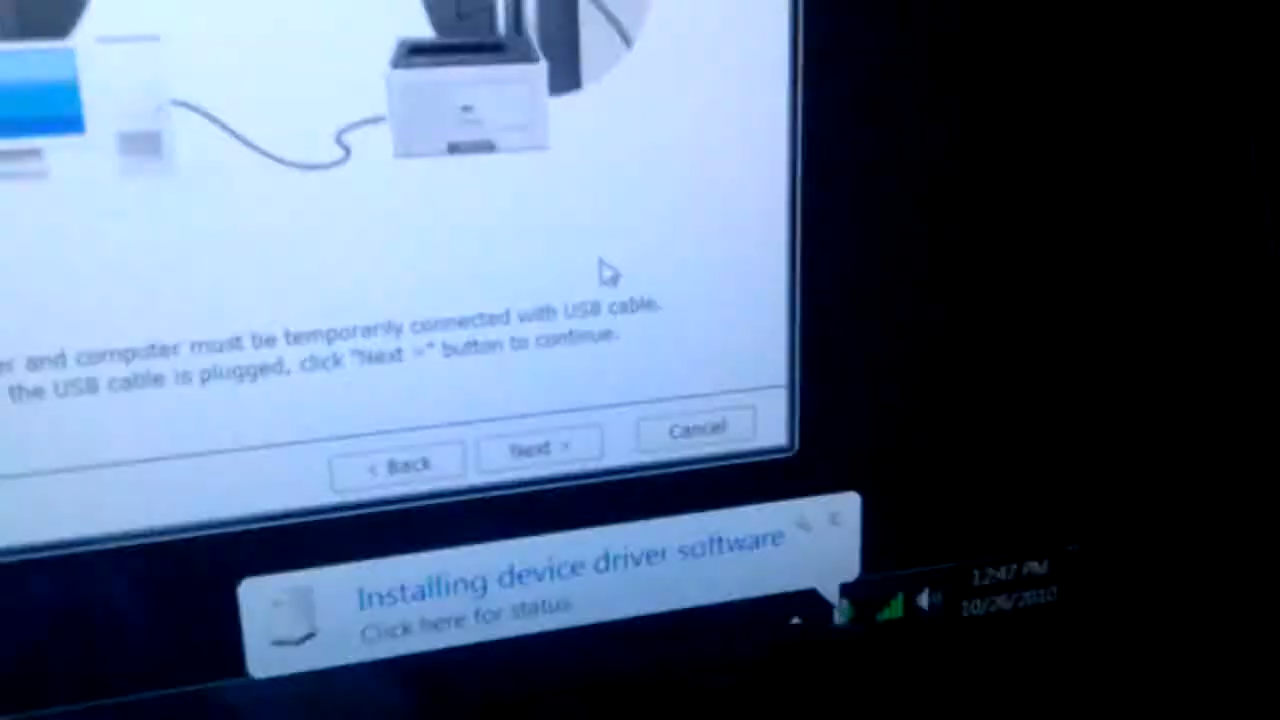 er and computer must be temporarily connected with USB cable.
the USB cable is plugged, click "Next >" button to continue.
< Back
Next >
Cancel
Installing device driver software
Click here for status.
12:47 PM
10/26/2010